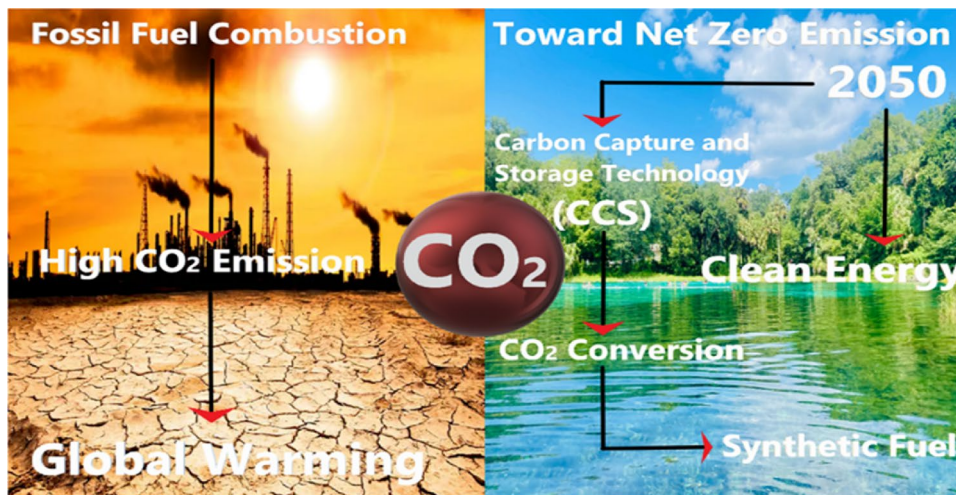 Fossil Fuel Combustion
High CO₂ Emission
Global Warming
CO₂
Toward Net Zero Emission
2050
Carbon Capture and
Storage Technology
(CCS)
Clean Energy
CO₂ Conversion
Synthetic Fuel